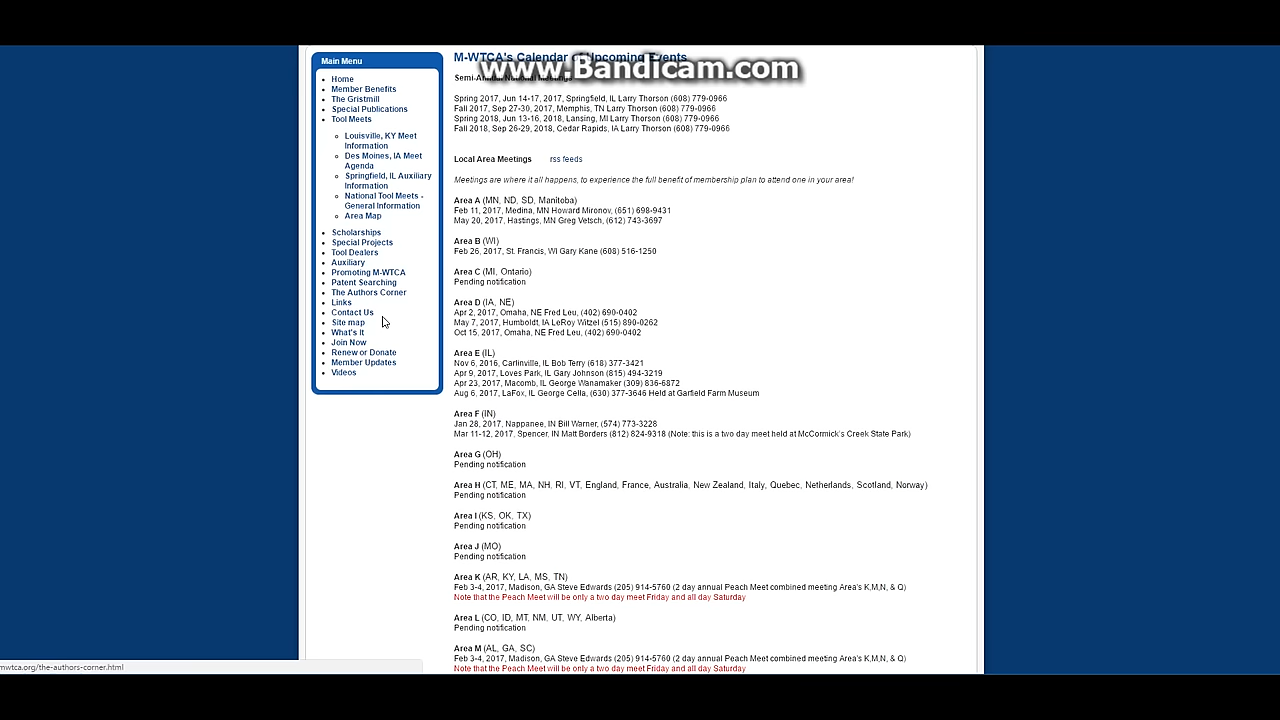 www.Bandicam.com
Main Menu
Home
Member Benefits
The Gristmill
Special Publications
Tool Meets
Louisville, KY Meet
Information
Des Moines, IA Meet
Agenda
Springfield, IL Auxiliary
Information
National Tool Meets -
General Information
Area Map
Scholarships
Special Projects
Tool Dealers
Auxiliary
Promoting M-WTCA
Patent Searching
The Authors Corner
Links
Contact Us
Site map
What's It
Join Now
Renew or Donate
Member Updates
Videos
M-WTCA's Calendar of Upcoming Events
Semi-Annual National Meetings
Spring 2017, Jun 14-17, 2017, Springfield, IL Larry Thorson (608) 779-0966
Fall 2017, Sep 27-30, 2017, Memphis, TN Larry Thorson (608) 779-0966
Spring 2018, Jun 13-16, 2018, Lansing, MI Larry Thorson (608) 779-0966
Fall 2018, Sep 26-29, 2018, Cedar Rapids, IA Larry Thorson (608) 779-0966
Local Area Meetings rss feeds
Meetings are where it all happens, to experience the full benefit of membership plan to attend one in your area!
Area A (MN, ND, SD, Manitoba)
Feb 11, 2017, Medina, MN Howard Mironov, (651) 698-9431
May 20, 2017, Hastings, MN Greg Vetsch, (612) 743-3697
Area B (WI)
Feb 26, 2017, St. Francis, WI Gary Kane (608) 516-1250
Area C (MI, Ontario)
Pending notification
Area D (IA, NE)
Apr 2, 2017, Omaha, NE Fred Leu, (402) 690-0402
May 7, 2017, Humboldt, IA LeRoy Witzel (515) 890-0262
Oct 15, 2017, Omaha, NE Fred Leu, (402) 690-0402
Area E (IL)
Nov 6, 2016, Carlinville, IL Bob Terry (618) 377-3421
Apr 9, 2017, Loves Park, IL Gary Johnson (815) 494-3219
Apr 23, 2017, Macomb, IL George Wanamaker (309) 836-6872
Aug 6, 2017, LaFox, IL George Cella, (630) 377-3646 Held at Garfield Farm Museum
Area F (IN)
Jan 28, 2017, Nappanee, IN Bill Warner, (574) 773-3228
Mar 11-12, 2017, Spencer, IN Matt Borders (812) 824-9318 (Note: this is a two day meet held at McCormick's Creek State Park)
Area G (OH)
Pending notification
Area H (CT, ME, MA, NH, RI, VT, England, France, Australia, New Zealand, Italy, Quebec, Netherlands, Scotland, Norway)
Pending notification
Area I (KS, OK, TX)
Pending notification
Area J (MO)
Pending notification
Area K (AR, KY, LA, MS, TN)
Feb 3-4, 2017, Madison, GA Steve Edwards (205) 914-5760 (2 day annual Peach Meet combined meeting Area's K,M,N, & Q)
Note that the Peach Meet will be only a two day meet Friday and all day Saturday
Area L (CO, ID, MT, NM, UT, WY, Alberta)
Pending notification
Area M (AL, GA, SC)
Feb 3-4, 2017, Madison, GA Steve Edwards (205) 914-5760 (2 day annual Peach Meet combined meeting Area's K,M,N, & Q)
Note that the Peach Meet will be only a two day meet Friday and all day Saturday
mwtca.org/the-authors-corner.html